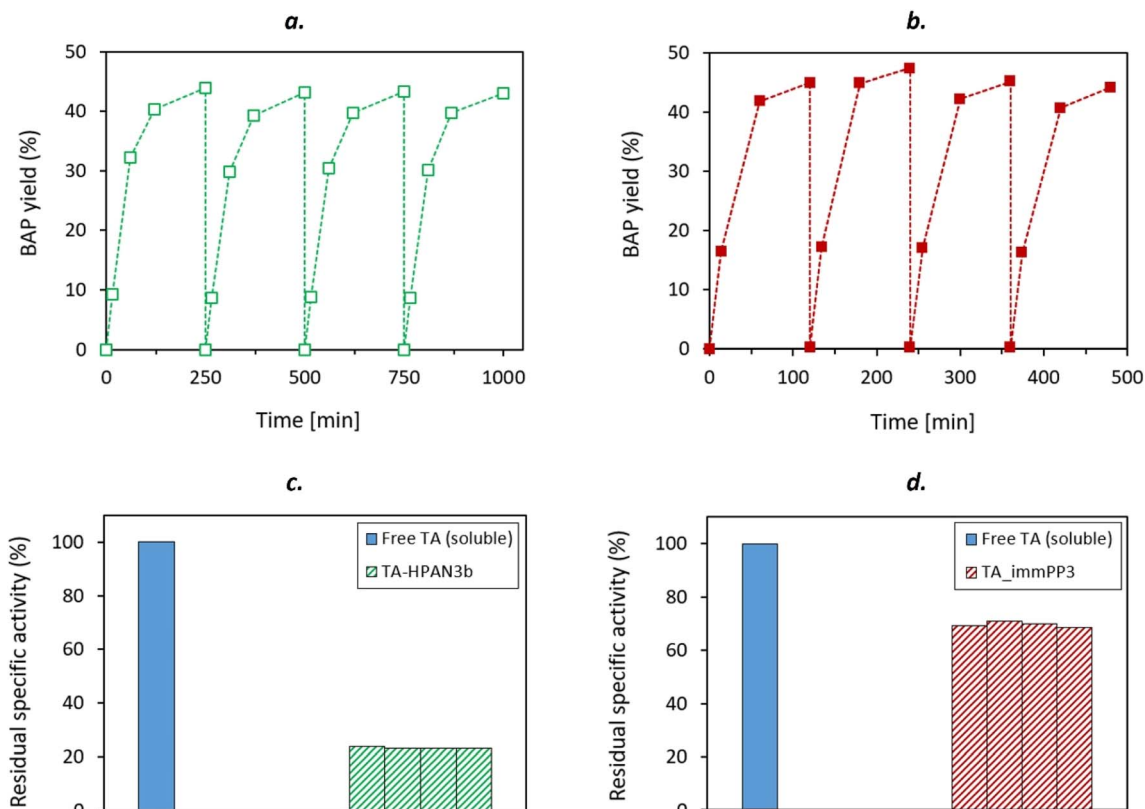 a.
50
40
30
20
10
0
BAP yield (%)
0 250 500 750 1000
Time [min]
b.
50
40
30
20
10
0
BAP yield (%)
0 100 200 300 400 500
Time [min]
c.
100
80
60
40
20
0
Residual specific activity (%)
Free TA (soluble)
TA-HPAN3b
d.
100
80
60
40
20
0
Residual specific activity (%)
Free TA (soluble)
TA_immPP3